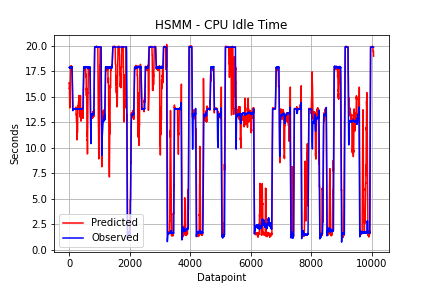 HSMM - CPU Idle Time
20.0
17.5
15.0
12.5
10.0
7.5
5.0
2.5
0.0
Seconds
Predicted
Observed
0 2000 4000 6000 8000 10000
Datapoint